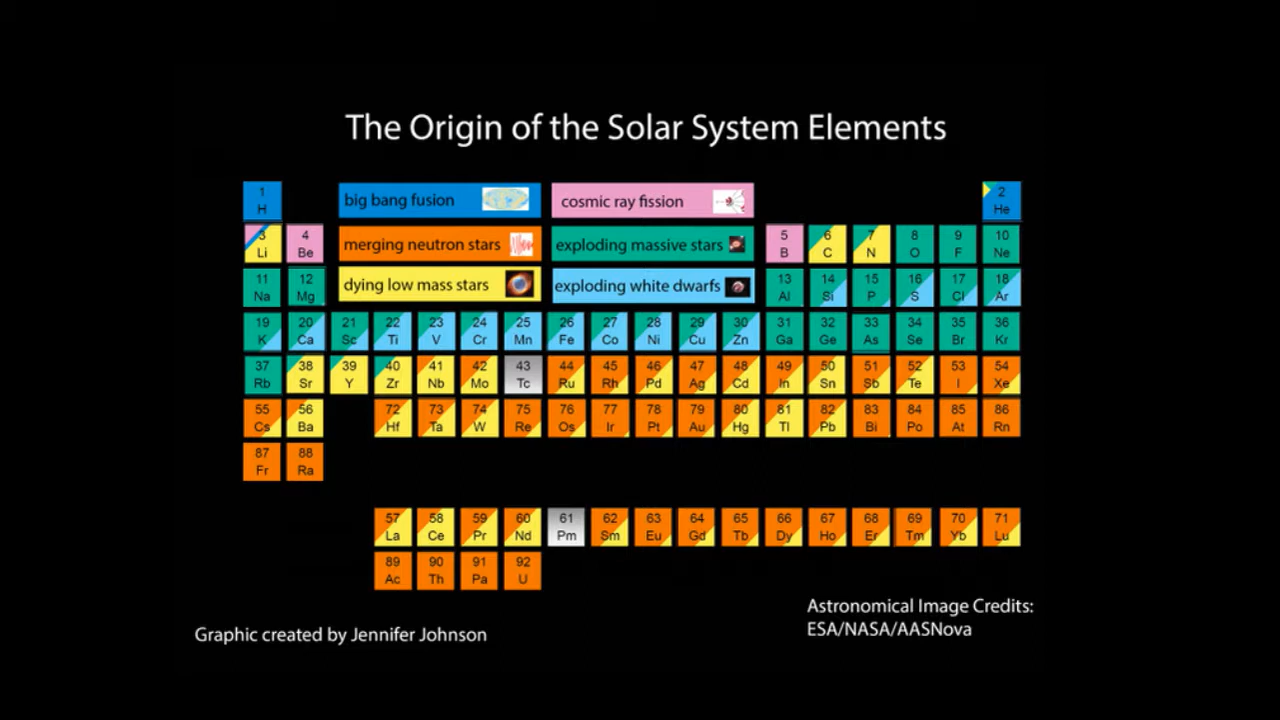 The Origin of the Solar System Elements
1 H
big bang fusion
cosmic ray fission
2 He
3 Li
4 Be
merging neutron stars
exploding massive stars
5 B
6 C
7 N
8 O
9 F
10 Ne
11 Na
12 Mg
dying low mass stars
exploding white dwarfs
13 Al
14 Si
15 P
16 S
17 Cl
18 Ar
19 K
20 Ca
21 Sc
22 Ti
23 V
24 Cr
25 Mn
26 Fe
27 Co
28 Ni
29 Cu
30 Zn
31 Ga
32 Ge
33 As
34 Se
35 Br
36 Kr
37 Rb
38 Sr
39 Y
40 Zr
41 Nb
42 Mo
43 Tc
44 Ru
45 Rh
46 Pd
47 Ag
48 Cd
49 In
50 Sn
51 Sb
52 Te
53 I
54 Xe
55 Cs
56 Ba
72 Hf
73 Ta
74 W
75 Re
76 Os
77 Ir
78 Pt
79 Au
80 Hg
81 Tl
82 Pb
83 Bi
84 Po
85 At
86 Rn
87 Fr
88 Ra
57 La
58 Ce
59 Pr
60 Nd
61 Pm
62 Sm
63 Eu
64 Gd
65 Tb
66 Dy
67 Ho
68 Er
69 Tm
70 Yb
71 Lu
89 Ac
90 Th
91 Pa
92 U
Graphic created by Jennifer Johnson
Astronomical Image Credits:
ESA/NASA/AASNova